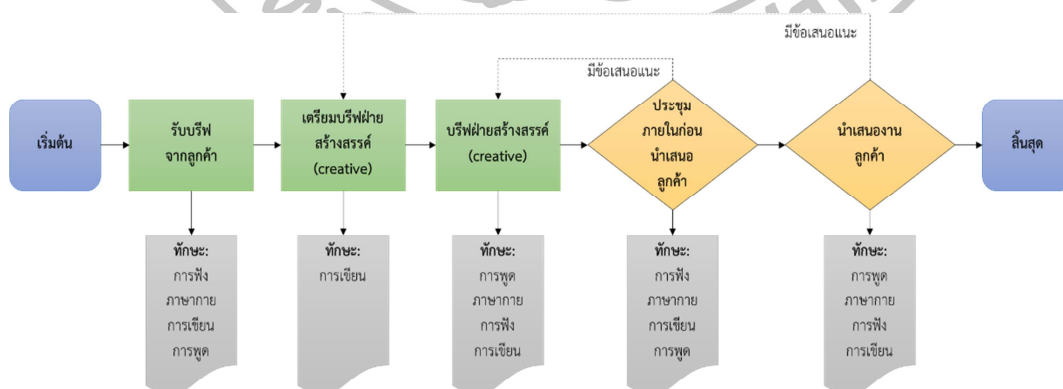 มีข้อเสนอแนะ
มีข้อเสนอแนะ
เริ่มต้น
รับบรีฟ
จากลูกค้า
เตรียมบรีฟฝ่าย
สร้างสรรค์
(creative)
บรีฟฝ่ายสร้างสรรค์
(creative)
ประชุม
ภายในก่อน
นำเสนอ
ลูกค้า
นำเสนองาน
ลูกค้า
สิ้นสุด
ทักษะ:
การฟัง
ภาษากาย
การเขียน
การพูด
ทักษะ:
การเขียน
ทักษะ:
การพูด
ภาษากาย
การฟัง
การเขียน
ทักษะ:
การฟัง
ภาษากาย
การเขียน
การพูด
ทักษะ:
การพูด
ภาษากาย
การฟัง
การเขียน